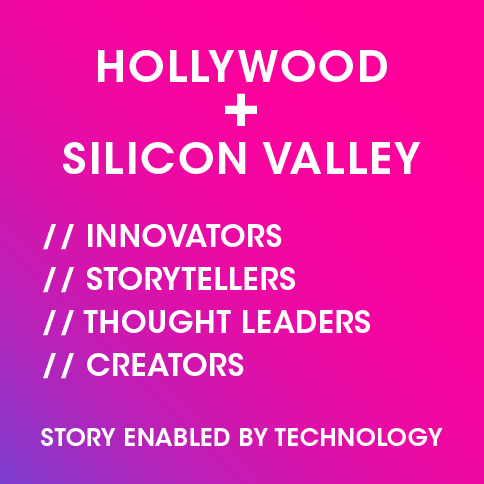 HOLLYWOOD
+
SILICON VALLEY
// INNOVATORS
// STORYTELLERS
// THOUGHT LEADERS
// CREATORS
STORY ENABLED BY TECHNOLOGY